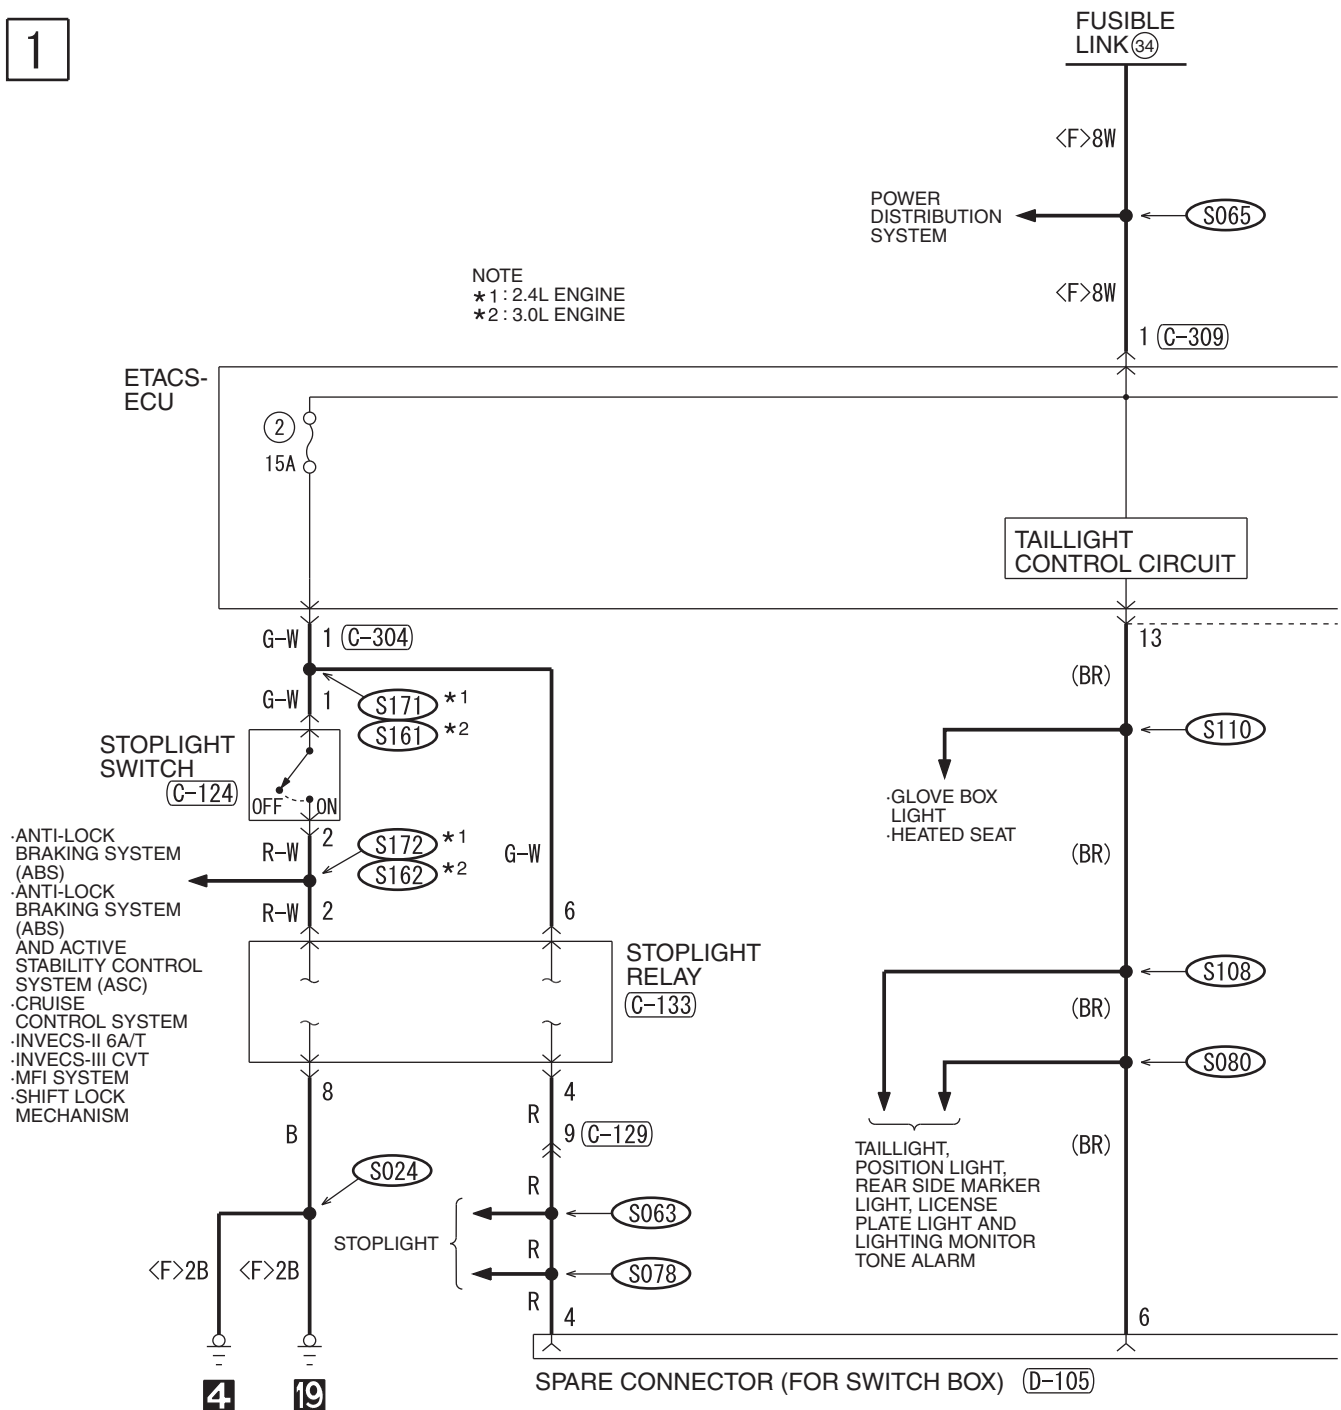 1
FUSIBLE
LINK 34
<F>8W
POWER
DISTRIBUTION
SYSTEM
S065
NOTE
*1 : 2.4L ENGINE
*2 : 3.0L ENGINE
<F>8W
1 C-309
ETACS-
ECU
2
15A
TAILLIGHT
CONTROL CIRCUIT
G-W 1 C-304
13
(BR)
G-W 1
S171 *1
S161 *2
S110
STOPLIGHT
SWITCH
C-124
OFF ON
·GLOVE BOX
LIGHT
·HEATED SEAT
2
R-W
S172 *1
S162 *2
G-W
(BR)
·ANTI-LOCK
BRAKING SYSTEM
(ABS)
·ANTI-LOCK
BRAKING SYSTEM
(ABS)
AND ACTIVE
STABILITY CONTROL
SYSTEM (ASC)
·CRUISE
CONTROL SYSTEM
·INVECS-II 6A/T
·INVECS-III CVT
·MFI SYSTEM
·SHIFT LOCK
MECHANISM
R-W 2
6
STOPLIGHT
RELAY
C-133
S108
(BR)
S080
8
4
R
9 C-129
B
S024
R
S063
STOPLIGHT
R
S078
R
TAILLIGHT,
POSITION LIGHT,
REAR SIDE MARKER
LIGHT, LICENSE
PLATE LIGHT AND
LIGHTING MONITOR
TONE ALARM
(BR)
<F>2B <F>2B
4
6
4
19
SPARE CONNECTOR (FOR SWITCH BOX) D-105